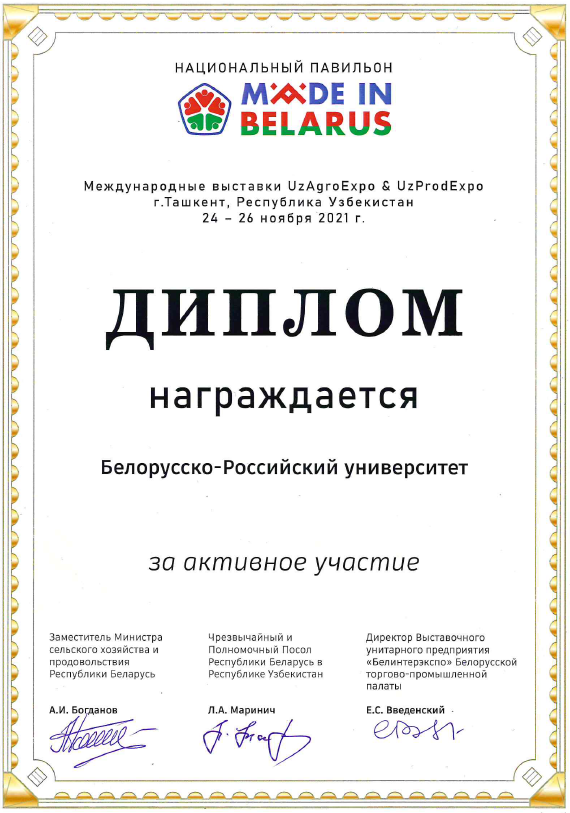 НАЦИОНАЛЬНЫЙ ПАВИЛЬОН
MADE IN
BELARUS
Международные выставки UzAgroExpo & UzProdExpo
г.Ташкент, Республика Узбекистан
24 – 26 ноября 2021 г.
ДИПЛОМ
награждается
Белорусско-Российский университет
за активное участие
Заместитель Министра
сельского хозяйства и
продовольствия
Республики Беларусь
А.И. Богданов
Чрезвычайный и
Полномочный Посол
Республики Беларусь в
Республике Узбекистан
Л.А. Маринич
Директор Выставочного
унитарного предприятия
«Белинтерэкспо» Белорусской
торгово-промышленной
палаты
Е.С. Введенский